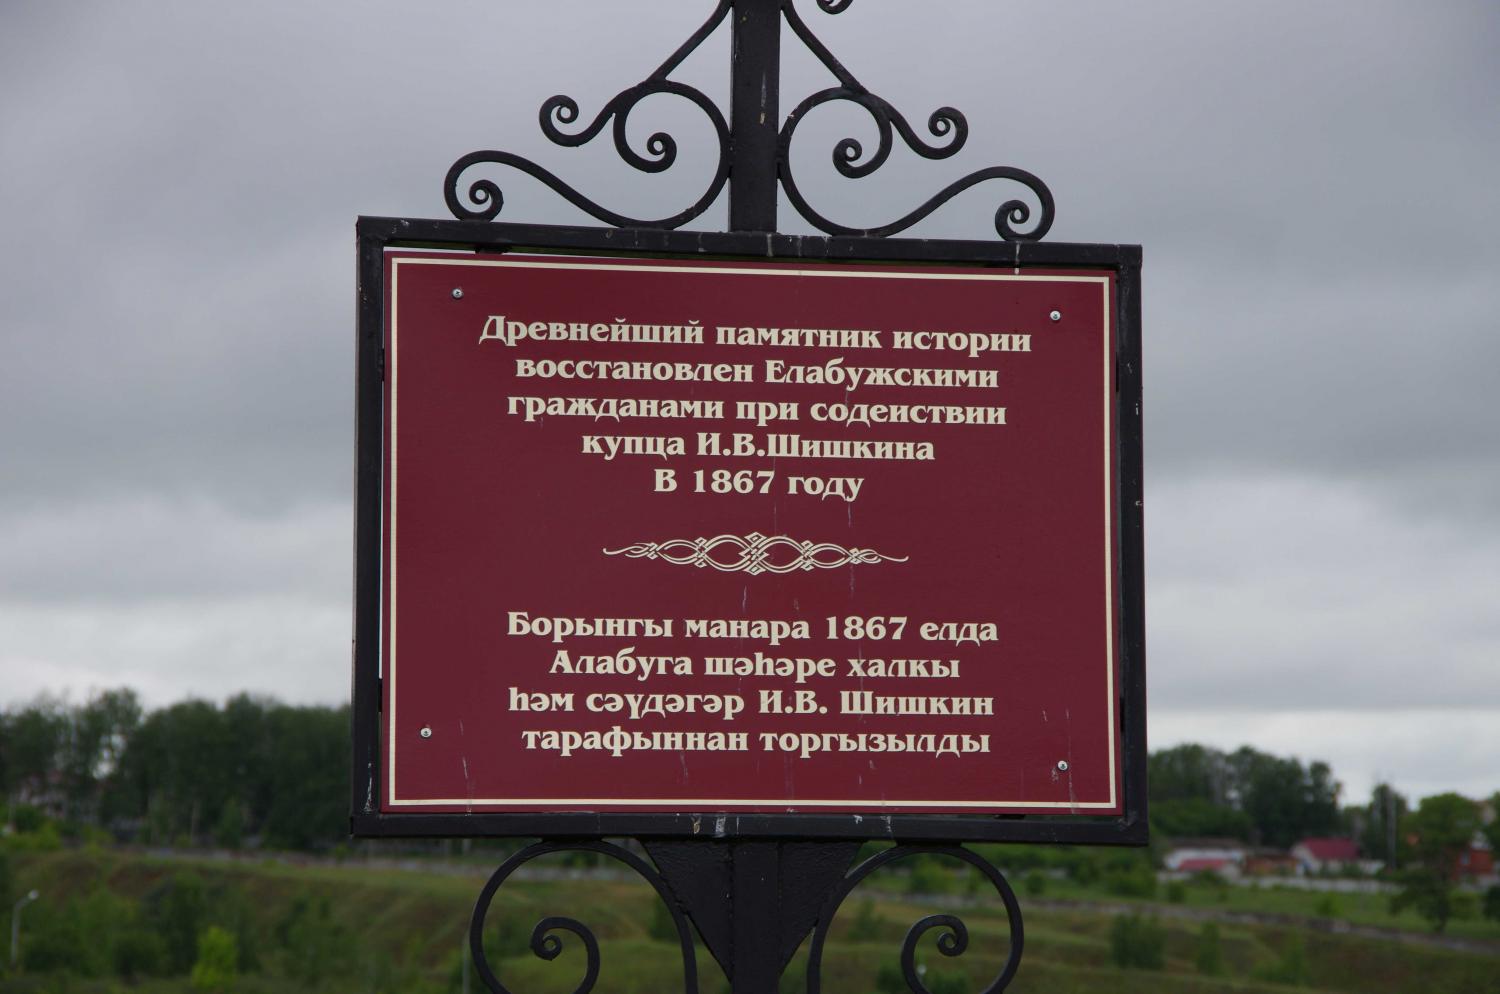 Древнейший памятник истории
восстановлен Елабужскими
гражданами при содеиствии
купца И.В.Шишкина
В 1867 году
Борынгы манара 1867 елда
Алабуга шәһәре халкы
һәм сәүдәгәр И.В. Шишкин
тарафыннан торгызылды